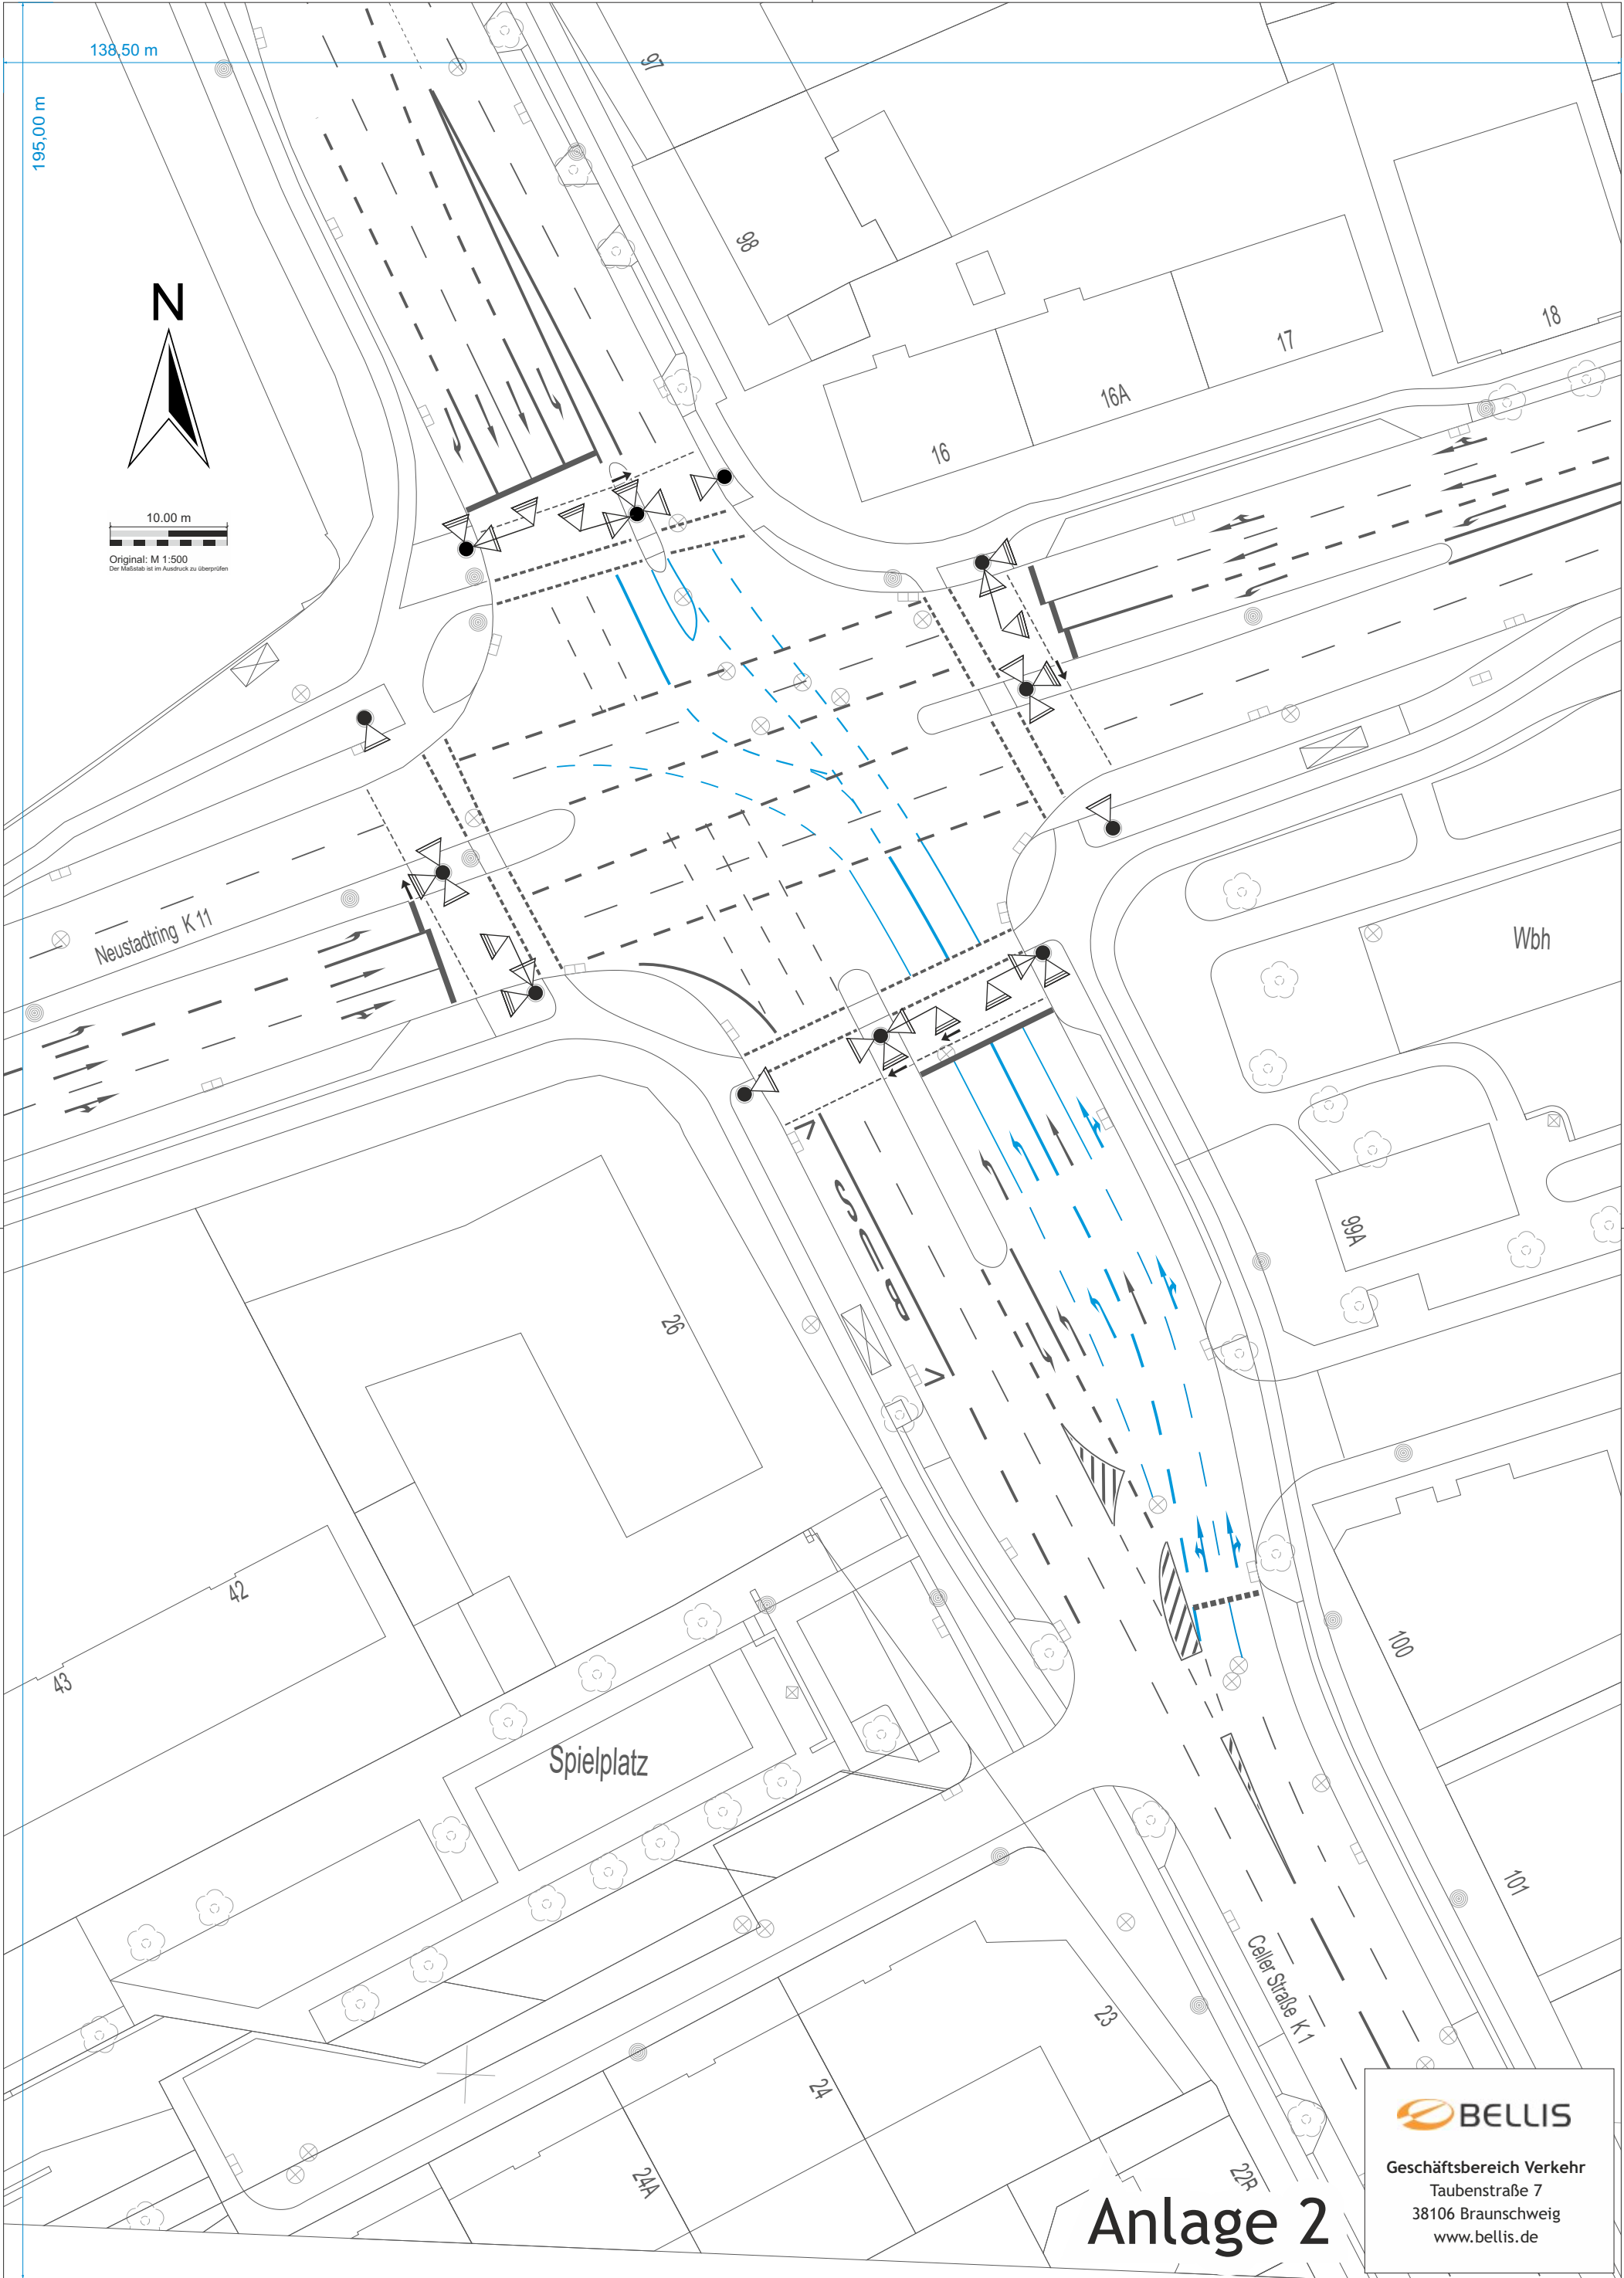 138,50 m
195,00 m
97
98
N
10.00 m
Original: M 1:500
Der Maßstab ist im Ausdruck zu überprüfen
18
17
16A
16
Neustadtring K 11
Wbh
99A
BUS
26
42
43
100
Spielplatz
101
Celler Straße K 1
23
24
24A
22B
Anlage 2
BELLIS
Geschäftsbereich Verkehr
Taubenstraße 7
38106 Braunschweig
www.bellis.de